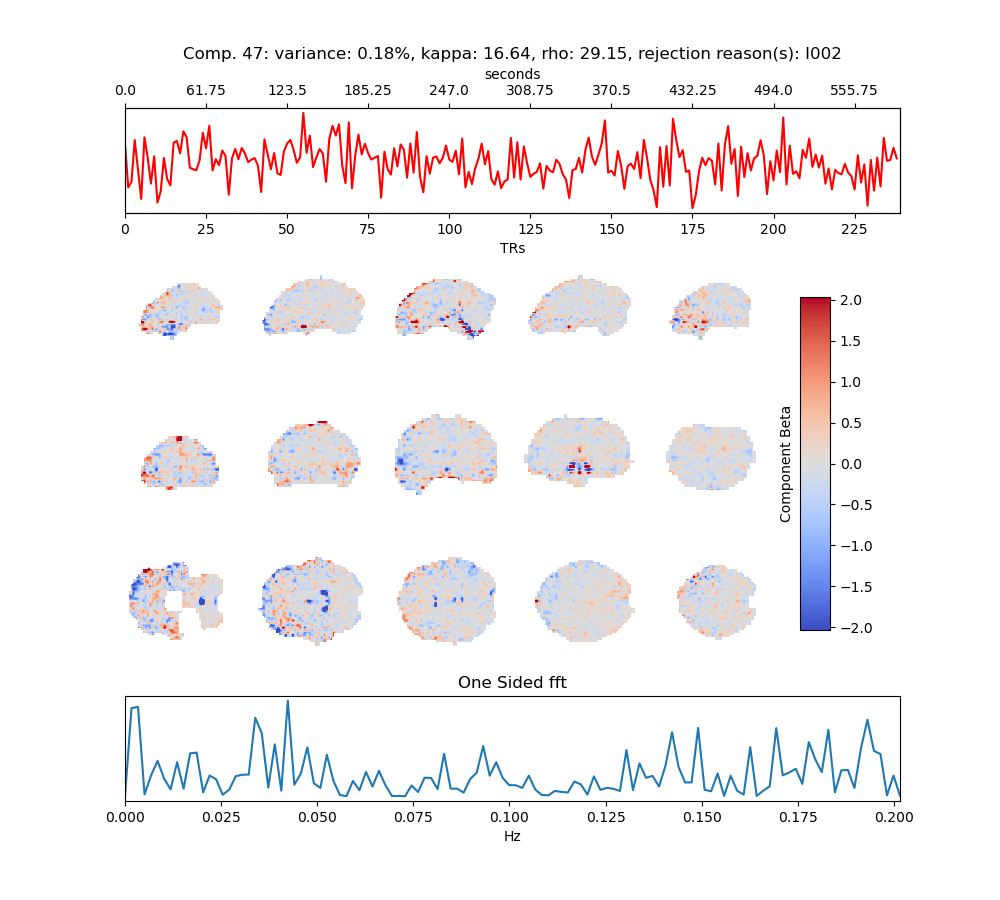 Comp. 47: variance: 0.18%, kappa: 16.64, rho: 29.15, rejection reason(s): I002
seconds
0.0 61.75 123.5 185.25 247.0 308.75 370.5 432.25 494.0 555.75
0 25 50 75 100 125 150 175 200 225
TRs
2.0
1.5
1.0
0.5
0.0
−0.5
−1.0
−1.5
−2.0
Component Beta
One Sided fft
0.000 0.025 0.050 0.075 0.100 0.125 0.150 0.175 0.200
Hz